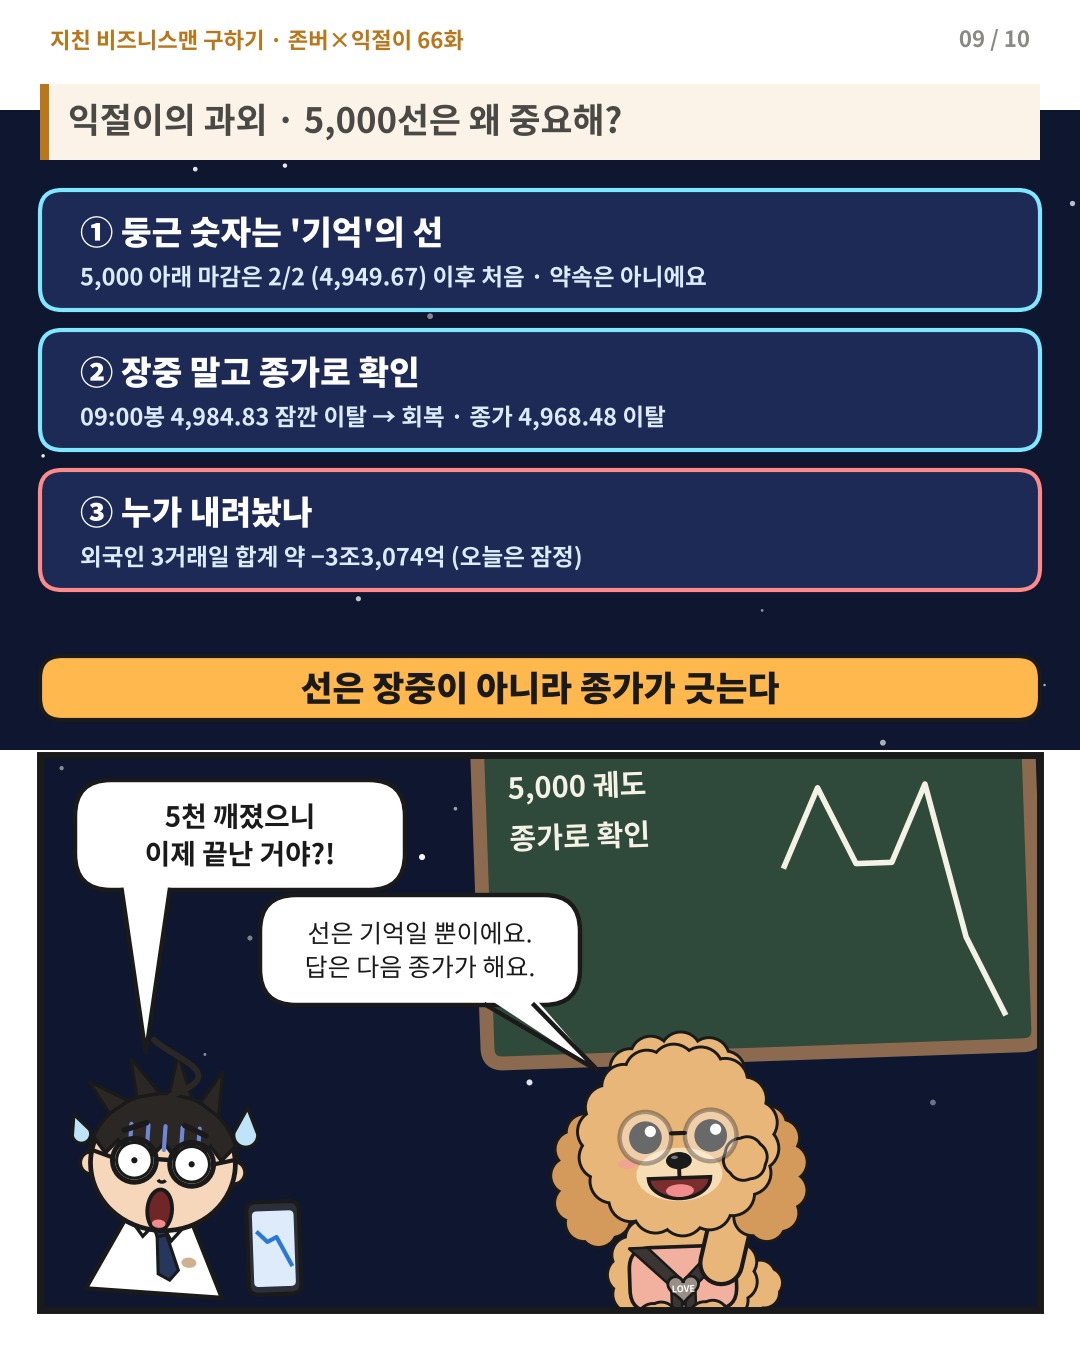 지친 비즈니스맨 구하기 · 존버×익절이 66화
09 / 10
익절이의 과외 · 5,000선은 왜 중요해?
① 둥근 숫자는 '기억'의 선
5,000 아래 마감은 2/2 (4,949.67) 이후 처음 · 약속은 아니에요
② 장중 말고 종가로 확인
09:00봉 4,984.83 잠깐 이탈 → 회복 · 종가 4,968.48 이탈
③ 누가 내려놨나
외국인 3거래일 합계 약 −3조3,074억 (오늘은 잠정)
선은 장중이 아니라 종가가 긋는다
5천 깨졌으니
이제 끝난 거야?!
5,000 궤도
종가로 확인
선은 기억일 뿐이에요.
답은 다음 종가가 해요.
LOVE